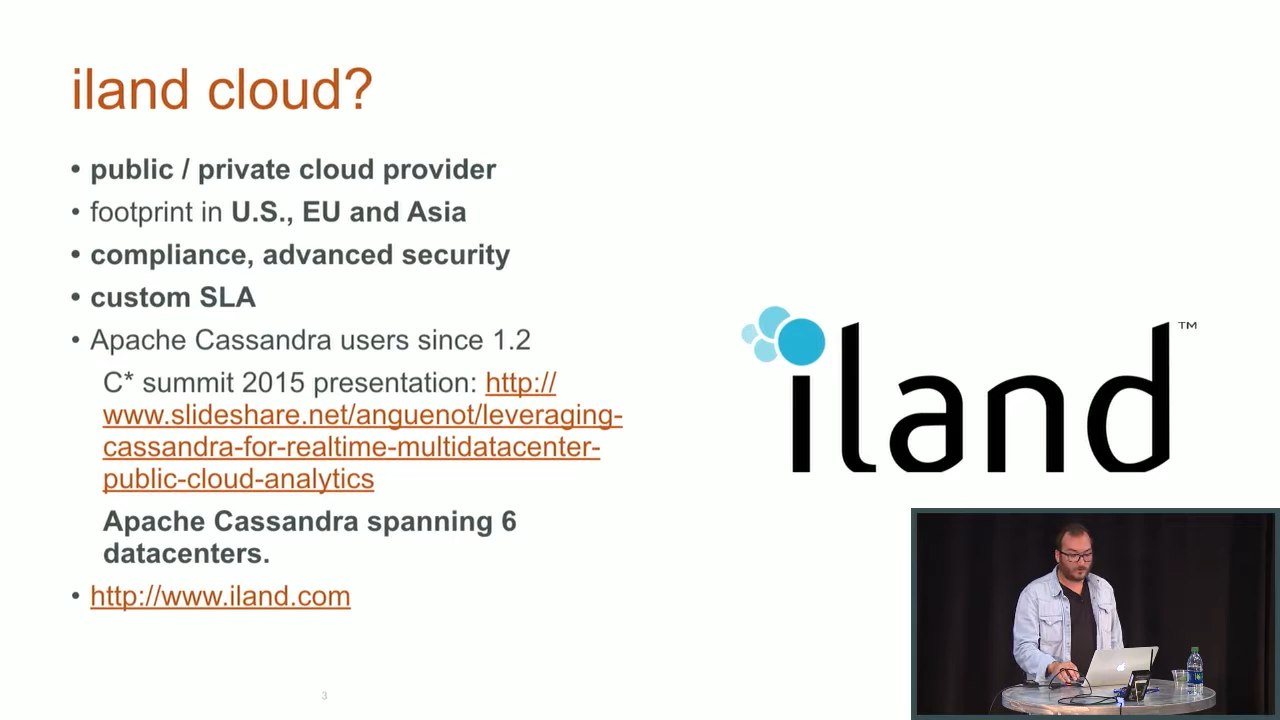 iland cloud?
• public / private cloud provider
• footprint in U.S., EU and Asia
• compliance, advanced security
• custom SLA
• Apache Cassandra users since 1.2
C* summit 2015 presentation: http://
www.slideshare.net/anguenot/leveraging-
cassandra-for-realtime-multidatacenter-
public-cloud-analytics
Apache Cassandra spanning 6
datacenters.
• http://www.iland.com
iland™
3